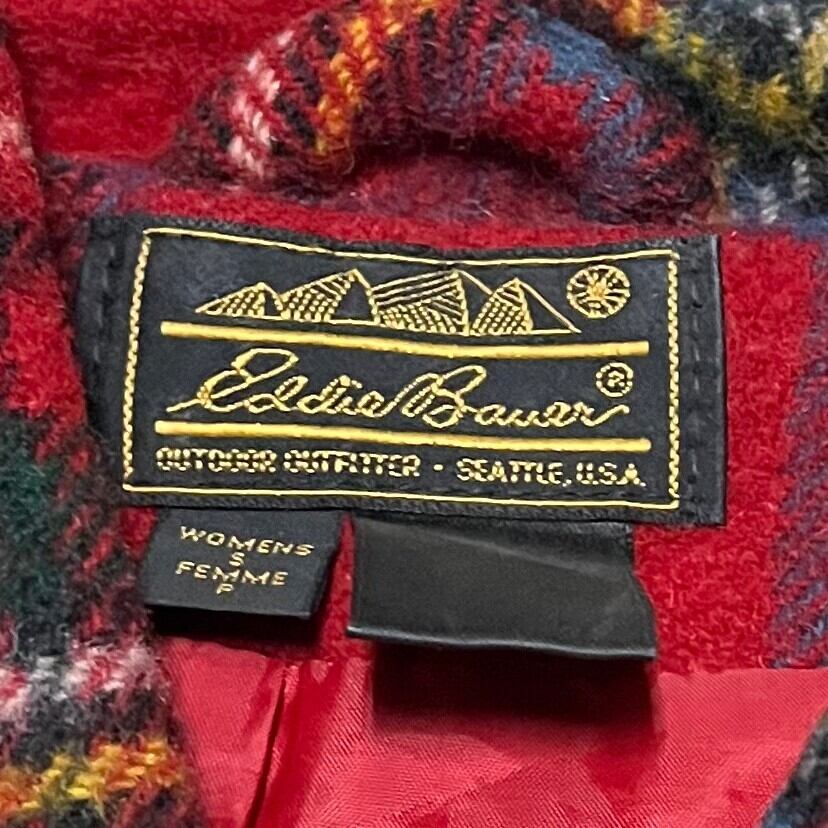 Eddie Bauer ®
OUTDOOR OUTFITTER · SEATTLE, U.S.A.
WOMENS
S
FEMME
P